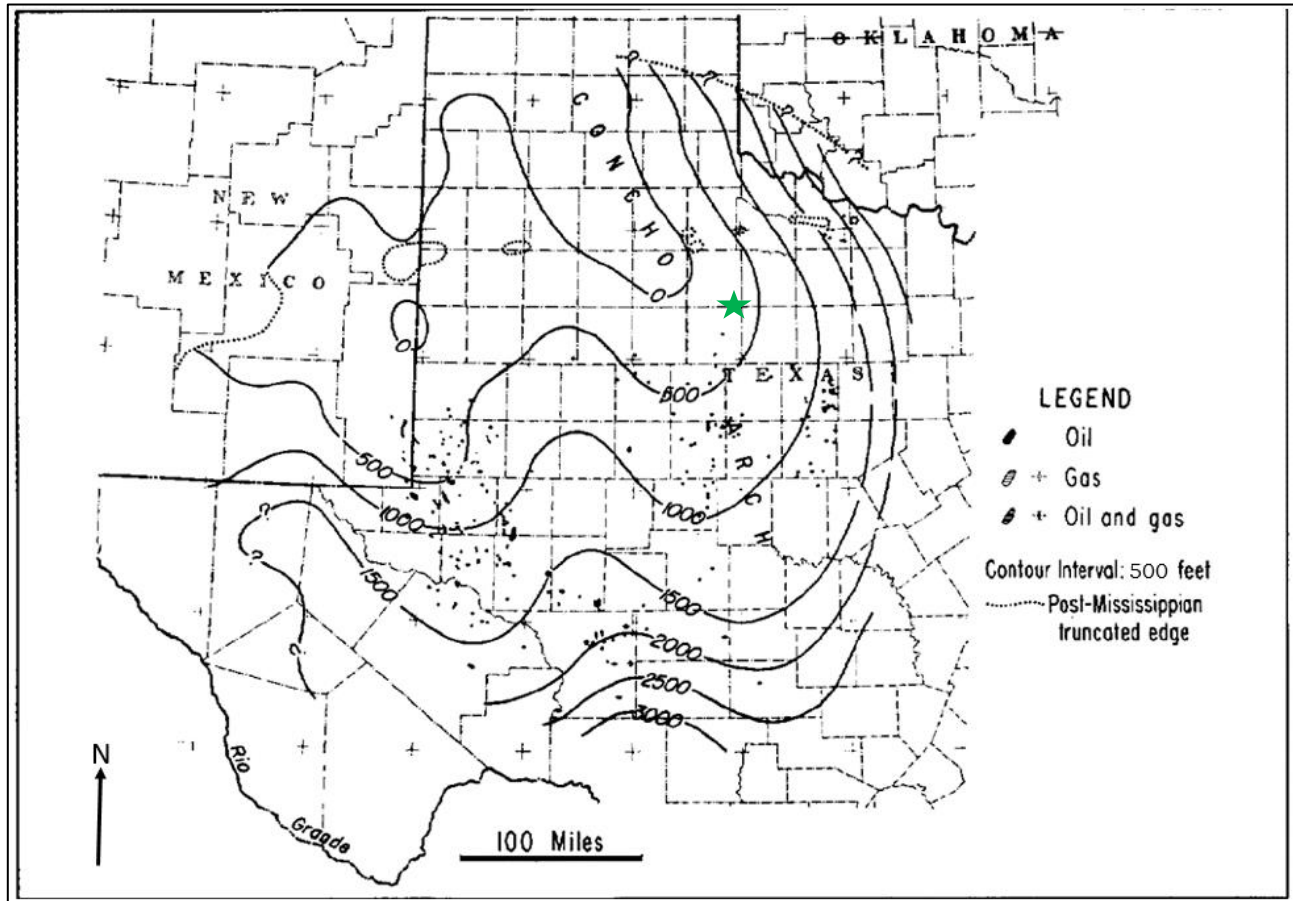 OKLAHOMA
CONCHO
NEW
MEXICO
0
0
TEXAS
500
ARCH
500
1000
1000
?
1500
1500
?
2000
2500
3000
N
Rio
Grande
100 Miles
LEGEND
Oil
Gas
Oil and gas
Contour Interval: 500 feet
Post-Mississippian
truncated edge